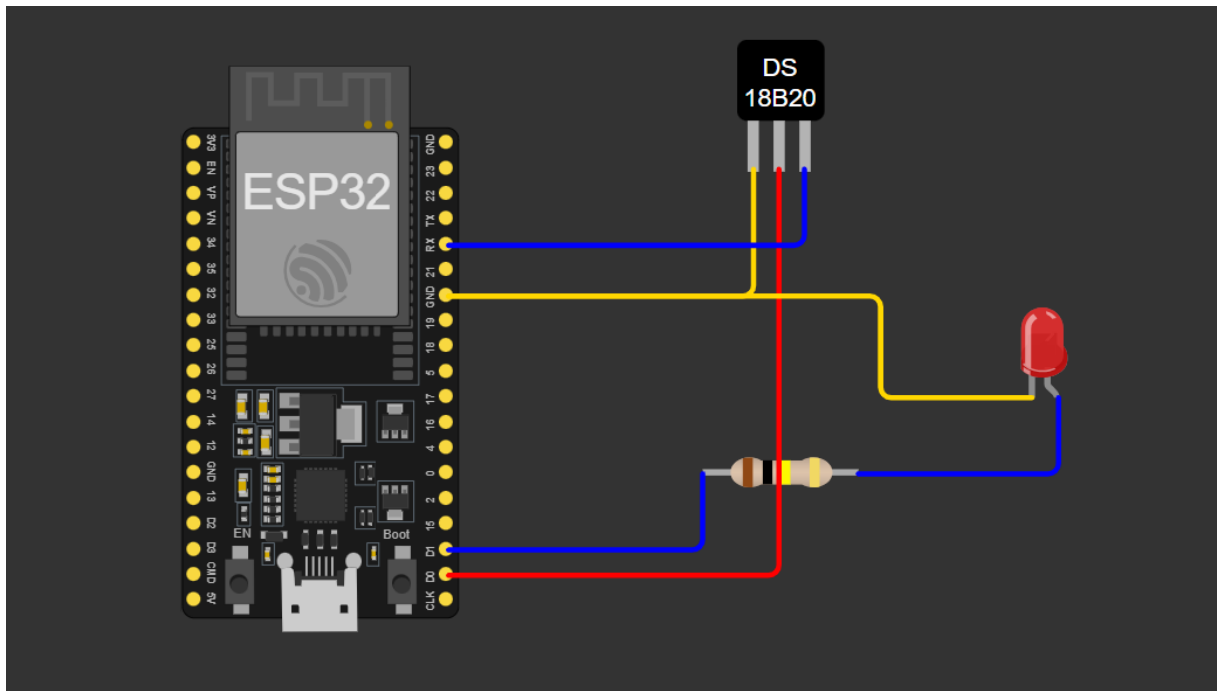 DS
18B20
ESP32
3V3
EN
VP
VN
34
35
32
33
25
26
27
14
12
GND
13
D2
D3
CMD
5V
GND
23
22
TX
RX
21
GND
19
18
5
17
16
4
0
2
15
D1
D0
CLK
EN
Boot